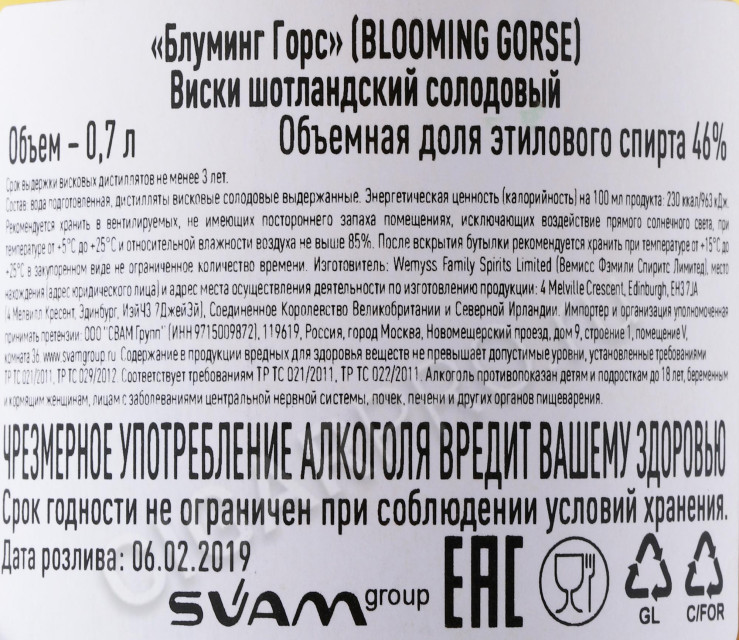 «Блуминг Горс» (BLOOMING GORSE)
Виски шотландский солодовый
Объем – 0,7 л Объемная доля этилового спирта 46%
Срок выдержки висковых дистиллятов не менее 3 лет.
Состав: вода подготовленная, дистилляты висковые солодовые выдержанные. Энергетическая ценность (калорийность) на 100 мл продукта: 230 ккал/963 кДж.
Рекомендуется хранить в вентилируемых, не имеющих постороннего запаха помещениях, исключающих воздействие прямого солнечного света, при
температуре от +5°С до +25°С и относительной влажности воздуха не выше 85%. После вскрытия бутылки рекомендуется хранить при температуре от +15°С до
+25°С в закупоренном виде не ограниченное количество времени. Изготовитель: Wemyss Family Spirits Limited (Вемисс Фэмили Спиритс Лимитед), место
нахождения (адрес юридического лица) и адрес места осуществления деятельности по изготовлению продукции: 4 Melville Crescent, Edinburgh, EH3 7JA
(4 Мелвилл Кресент, Эдинбург, ИэйЧ3 7ДжейЭй), Соединенное Королевство Великобритании и Северной Ирландии. Импортер и организация уполномоченная
принимать претензии: ООО "СВАМ Групп" (ИНН 9715009872), 119619, Россия, город Москва, Новомещерский проезд, дом 9, строение 1, помещение V,
комната 36. www.svamgroup.ru Содержание в продукции вредных для здоровья веществ не превышает допустимые уровни, установленные требованиями
ТР ТС 021/2011, ТР ТС 029/2012. Соответствует требованиям ТР ТС 021/2011, ТР ТС 022/2011. Алкоголь противопоказан детям и подросткам до 18 лет, беременным
и кормящим женщинам, лицам с заболеваниями центральной нервной системы, почек, печени и других органов пищеварения.
ЧРЕЗМЕРНОЕ УПОТРЕБЛЕНИЕ АЛКОГОЛЯ ВРЕДИТ ВАШЕМУ ЗДОРОВЬЮ
Срок годности не ограничен при соблюдении условий хранения.
Дата розлива: 06.02.2019
SVAM group EAC
GL C/FOR